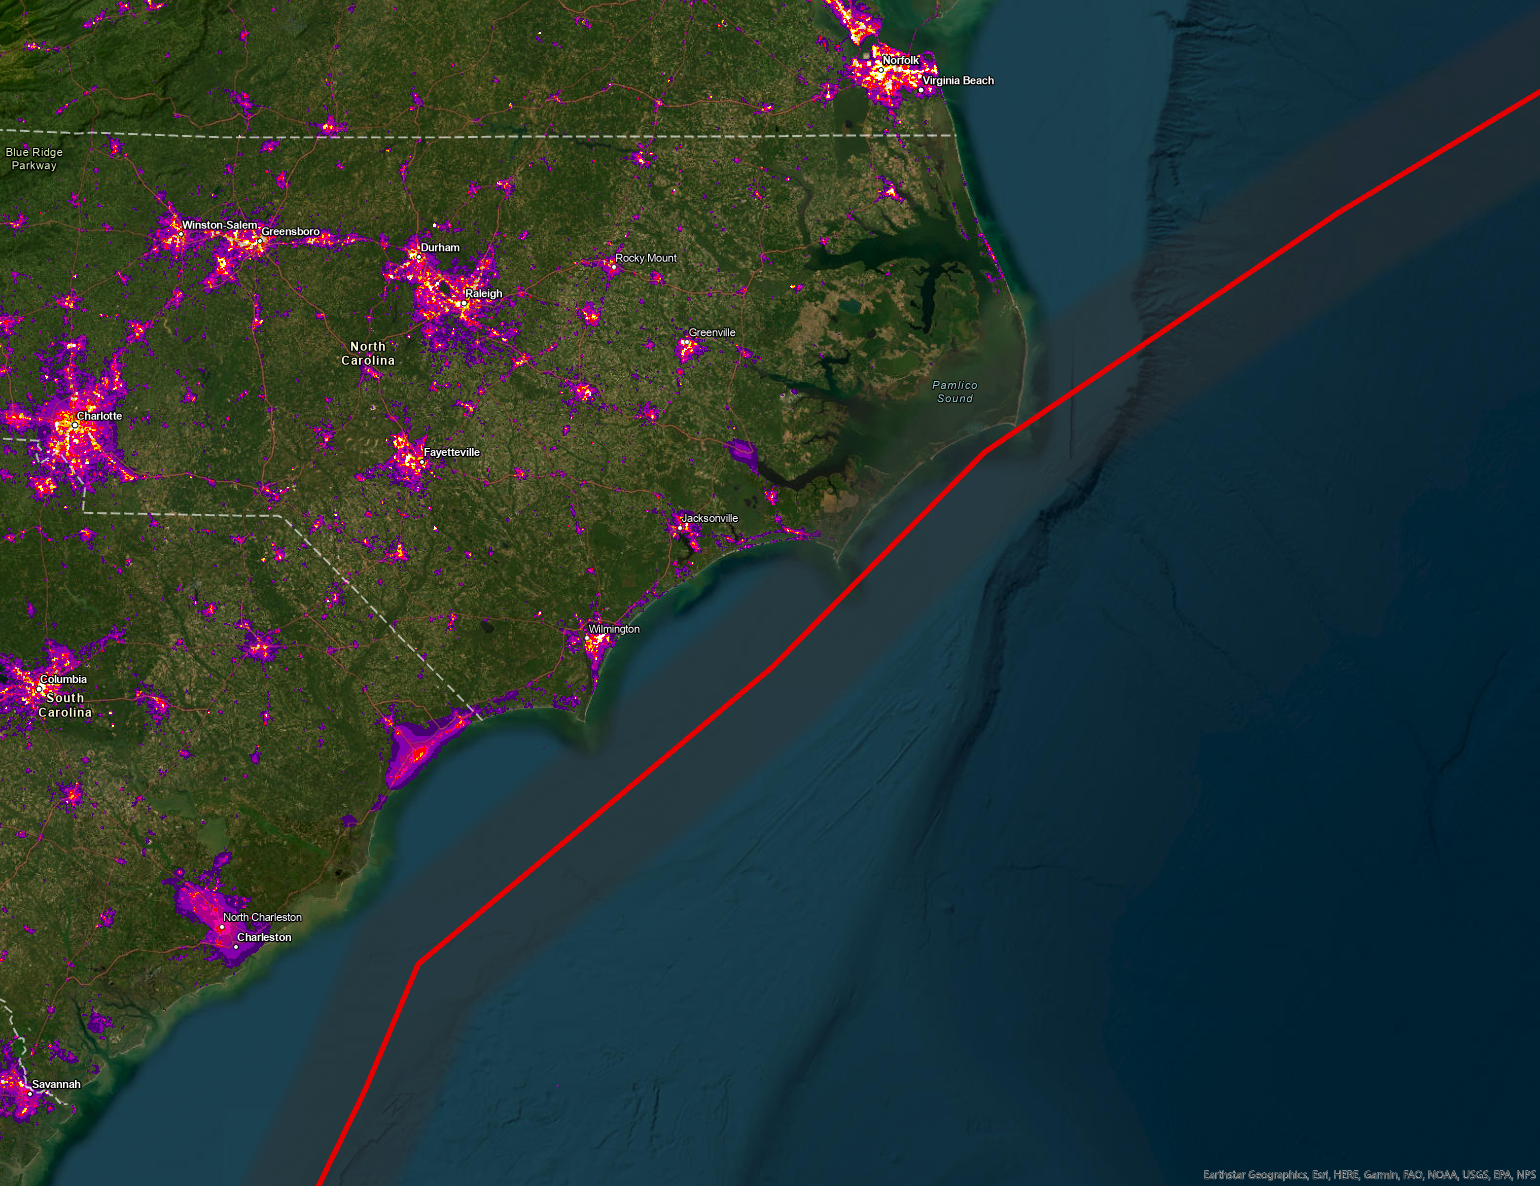 Norfolk
Virginia Beach
Blue Ridge
Parkway
Winston-Salem
Greensboro
Durham
Rocky Mount
Raleigh
Greenville
North
Carolina
Pamlico
Sound
Charlotte
Fayetteville
Jacksonville
Wilmington
Columbia
South
Carolina
North Charleston
Charleston
Savannah
Earthstar Geographics, Esri, HERE, Garmin, FAO, NOAA, USGS, EPA, NPS